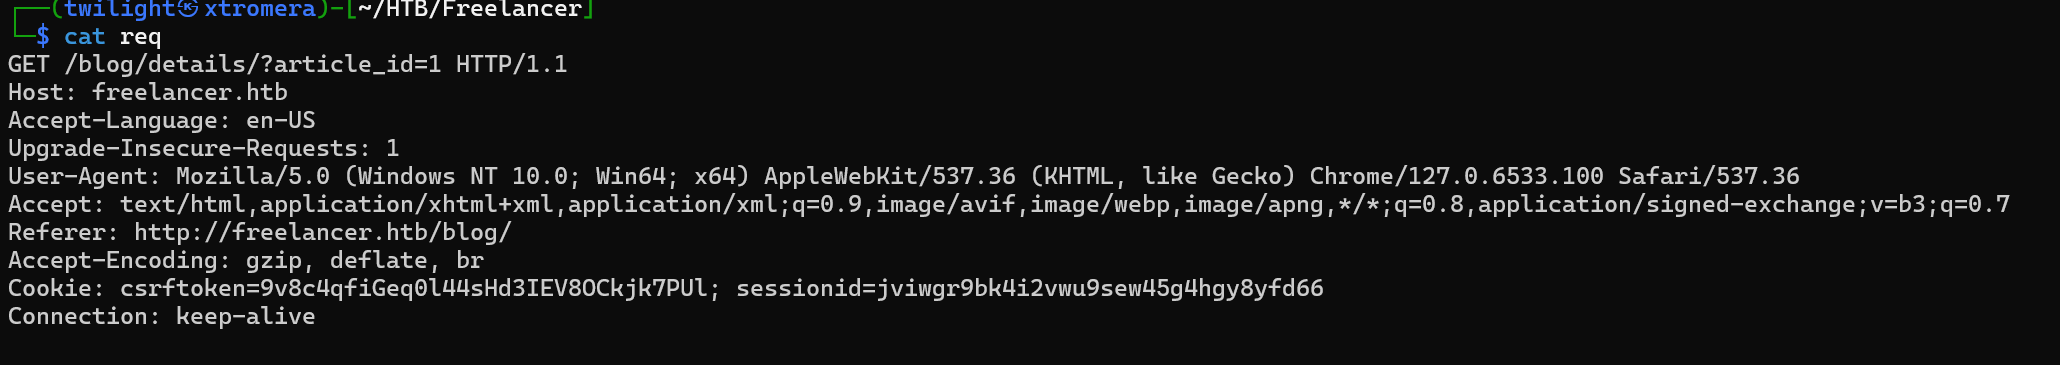 ┌──(twilight㉿xtromera)-[~/HTB/Freelancer]
└─$ cat req
GET /blog/details/?article_id=1 HTTP/1.1
Host: freelancer.htb
Accept-Language: en-US
Upgrade-Insecure-Requests: 1
User-Agent: Mozilla/5.0 (Windows NT 10.0; Win64; x64) AppleWebKit/537.36 (KHTML, like Gecko) Chrome/127.0.6533.100 Safari/537.36
Accept: text/html,application/xhtml+xml,application/xml;q=0.9,image/avif,image/webp,image/apng,*/*;q=0.8,application/signed-exchange;v=b3;q=0.7
Referer: http://freelancer.htb/blog/
Accept-Encoding: gzip, deflate, br
Cookie: csrftoken=9v8c4qfiGeq0l44sHd3IEV8OCkjk7PUl; sessionid=jviwgr9bk4i2vwu9sew45g4hgy8yfd66
Connection: keep-alive